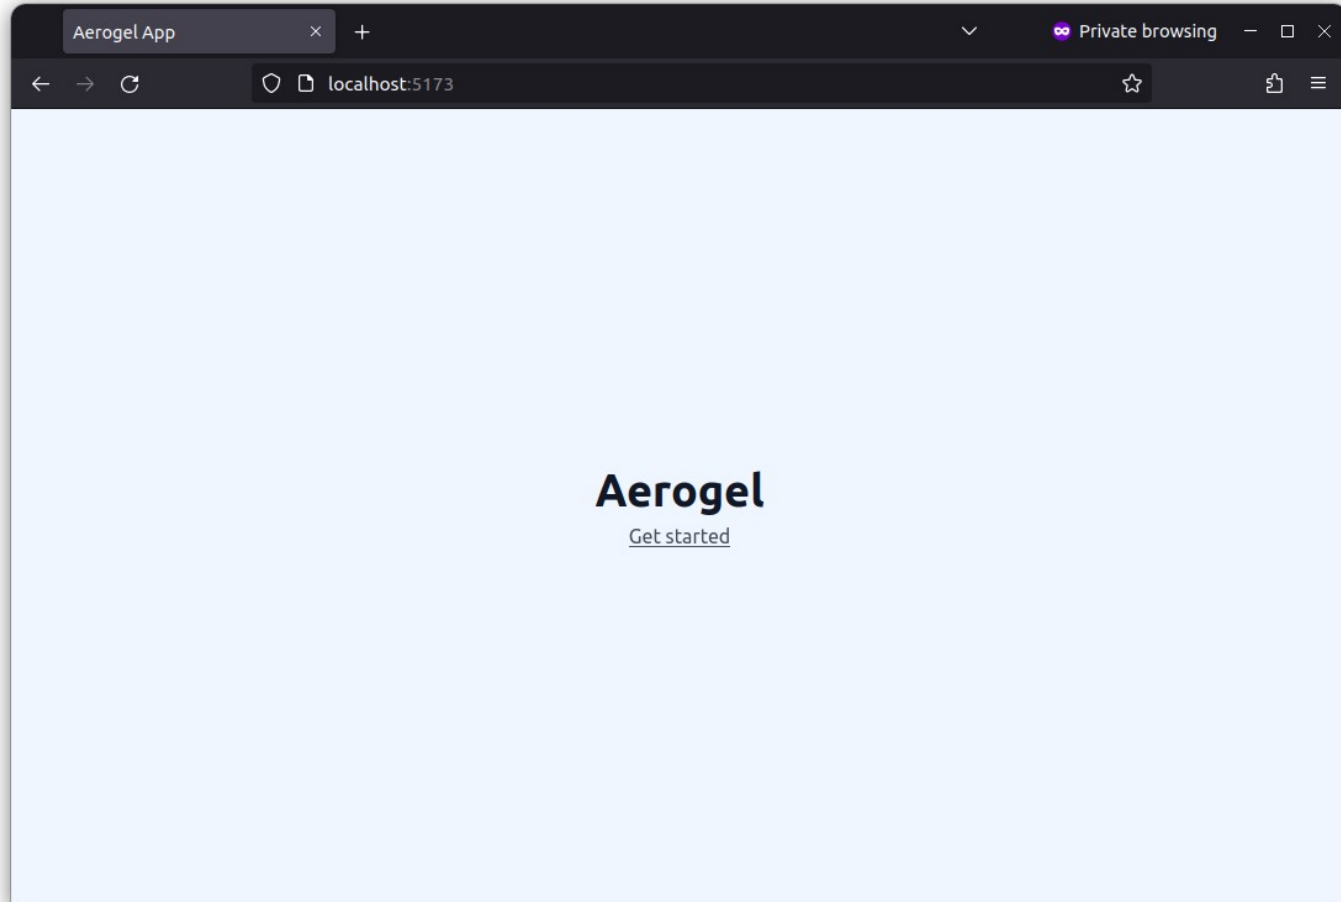 Aerogel App
Private browsing
localhost:5173
Aerogel
Get started